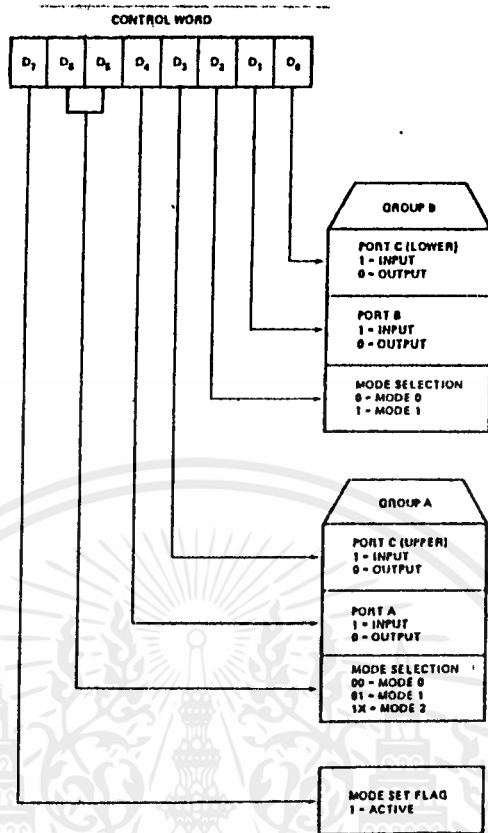 CONTROL WORD
D7 D6 D5 D4 D3 D2 D1 D0
GROUP B
PORT C (LOWER)
1 - INPUT
0 - OUTPUT
PORT B
1 - INPUT
0 - OUTPUT
MODE SELECTION
0 - MODE 0
1 - MODE 1
GROUP A
PORT C (UPPER)
1 - INPUT
0 - OUTPUT
PORT A
1 - INPUT
0 - OUTPUT
MODE SELECTION
00 - MODE 0
01 - MODE 1
1X - MODE 2
MODE SET FLAG
1 - ACTIVE